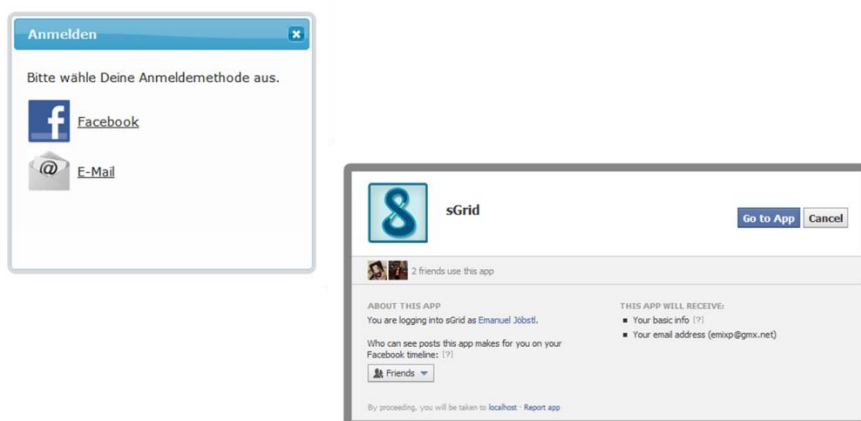 Anmelden
Bitte wähle Deine Anmeldemethode aus.
Facebook
E-Mail
sGrid
Go to App Cancel
2 friends use this app
ABOUT THIS APP
You are logging into sGrid as Emanuel Jöbstl.
Who can see posts this app makes for you on your
Facebook timeline: [?]
Friends
THIS APP WILL RECEIVE:
Your basic info [?]
Your email address (emixp@gmx.net)
By proceeding, you will be taken to localhost · Report app